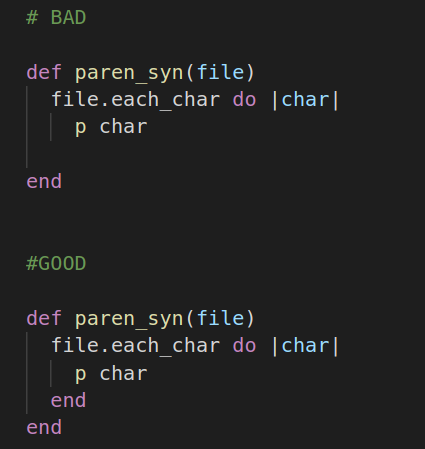 # BAD
def paren_syn(file)
  file.each_char do |char|
    p char
end
#GOOD
def paren_syn(file)
  file.each_char do |char|
    p char
  end
end